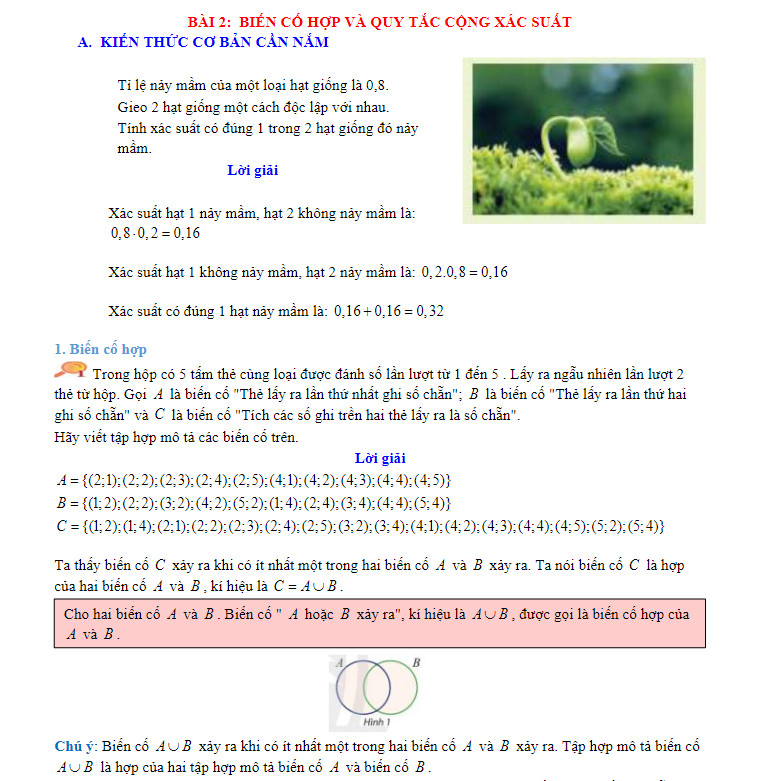 BÀI 2: BIẾN CỐ HỢP VÀ QUY TẮC CỘNG XÁC SUẤT
A. KIẾN THỨC CƠ BẢN CẦN NẮM
Tỉ lệ nảy mầm của một loại hạt giống là 0,8.
Gieo 2 hạt giống một cách độc lập với nhau.
Tính xác suất có đúng 1 trong 2 hạt giống đó nảy
mầm.
Lời giải
Xác suất hạt 1 nảy mầm, hạt 2 không nảy mầm là:
0,8·0,2 = 0,16
Xác suất hạt 1 không nảy mầm, hạt 2 nảy mầm là: 0,2.0,8 = 0,16
Xác suất có đúng 1 hạt nảy mầm là: 0,16 + 0,16 = 0,32
1. Biến cố hợp
Trong hộp có 5 tấm thẻ cùng loại được đánh số lần lượt từ 1 đến 5 . Lấy ra ngẫu nhiên lần lượt 2
thẻ từ hộp. Gọi A là biến cố "Thẻ lấy ra lần thứ nhất ghi số chẵn"; B là biến cố "Thẻ lấy ra lần thứ hai
ghi số chẵn" và C là biến cố "Tích các số ghi trên hai thẻ lấy ra là số chẵn".
Hãy viết tập hợp mô tả các biến cố trên.
Lời giải
A = {(2;1);(2;2);(2;3);(2;4);(2;5);(4;1);(4;2);(4;3);(4;4);(4;5)}
B = {(1;2);(2;2);(3;2);(4;2);(5;2);(1;4);(2;4);(3;4);(4;4);(5;4)}
C = {(1;2);(1;4);(2;1);(2;2);(2;3);(2;4);(2;5);(3;2);(3;4);(4;1);(4;2);(4;3);(4;4);(4;5);(5;2);(5;4)}
Ta thấy biến cố C xảy ra khi có ít nhất một trong hai biến cố A và B xảy ra. Ta nói biến cố C là hợp
của hai biến cố A và B , kí hiệu là C = A ∪ B .
Cho hai biến cố A và B . Biến cố " A hoặc B xảy ra", kí hiệu là A ∪ B , được gọi là biến cố hợp của
A và B .
A B
Hình 1
Chú ý: Biến cố A ∪ B xảy ra khi có ít nhất một trong hai biến cố A và B xảy ra. Tập hợp mô tả biến cố
A ∪ B là hợp của hai tập hợp mô tả biến cố A và biến cố B .